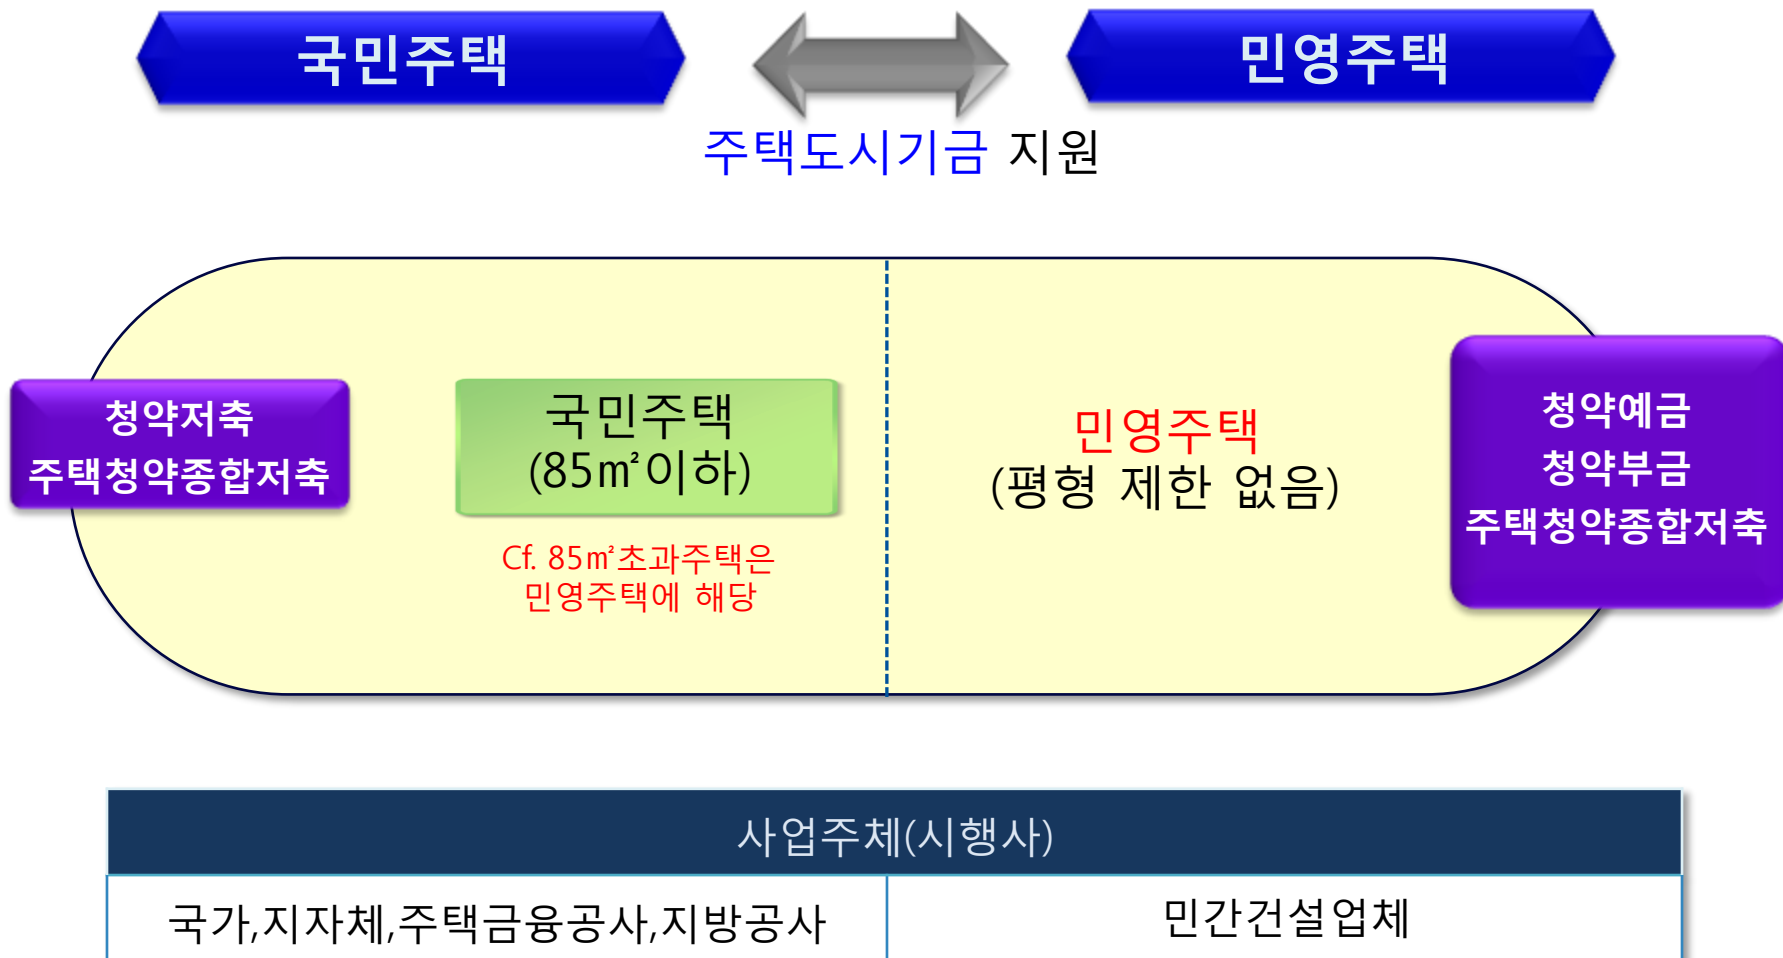 국민주택
민영주택
주택도시기금 지원
청약저축
주택청약종합저축
국민주택
(85㎡이하)
Cf. 85㎡초과주택은
민영주택에 해당
민영주택
(평형 제한 없음)
청약예금
청약부금
주택청약종합저축
사업주체(시행사)
국가,지자체,주택금융공사,지방공사
민간건설업체